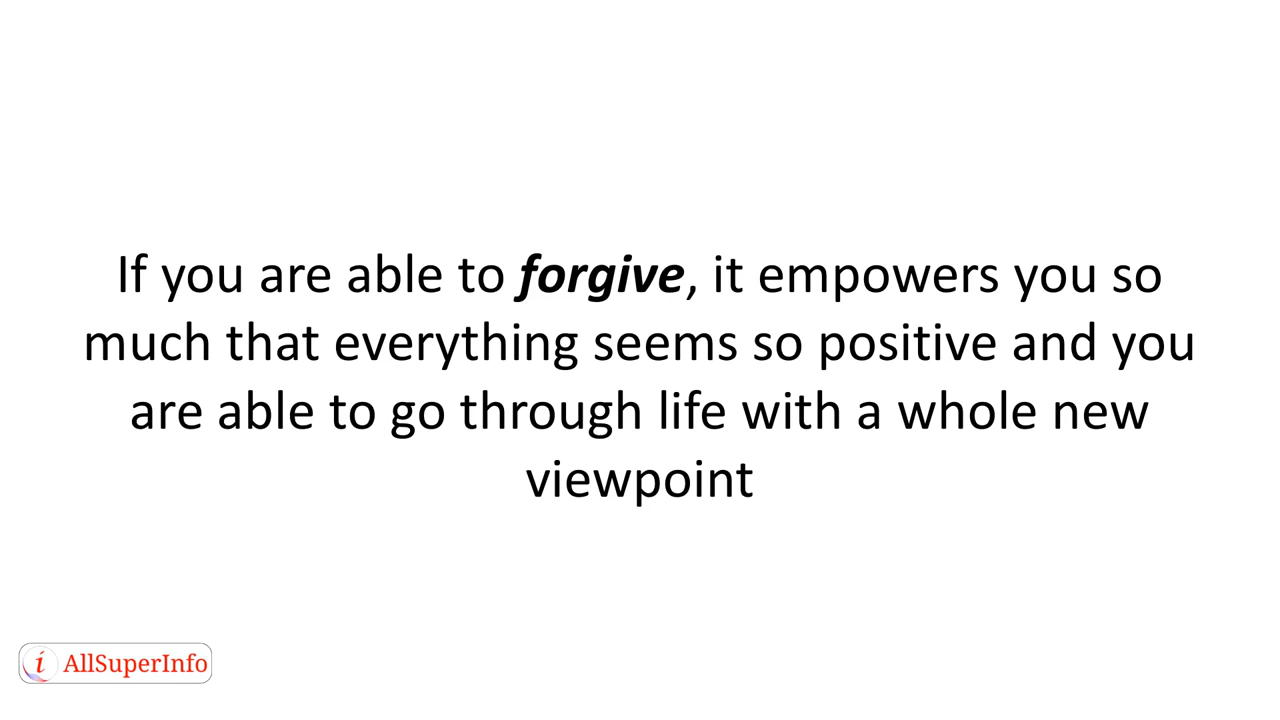 If you are able to forgive, it empowers you so
much that everything seems so positive and you
are able to go through life with a whole new
viewpoint
i AllSuperInfo